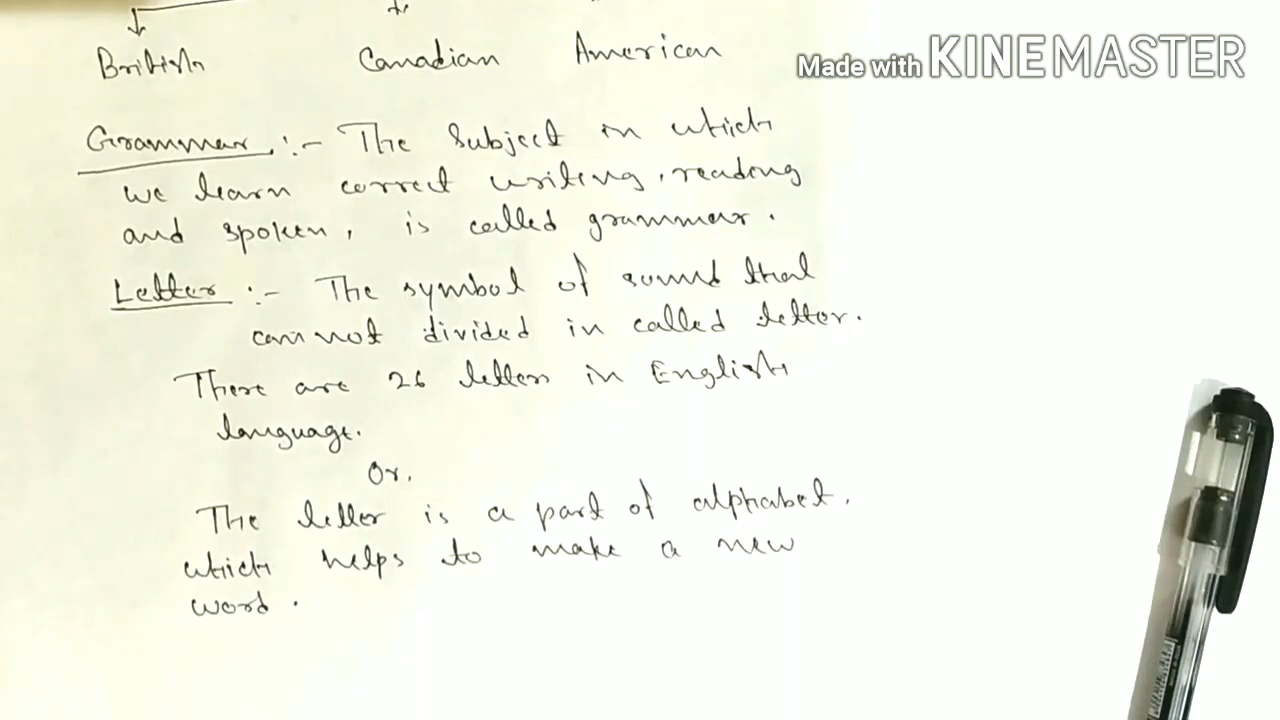 British Canadian American
Made with KINEMASTER
Grammar :- The Subject in which
we learn correct writing, reading
and spoken, is called grammar.
Letter :- The symbol of sound that
can not divided in called letter.
There are 26 letters in English
language.
Or,
The letter is a part of alphabet,
which helps to make a new
word.